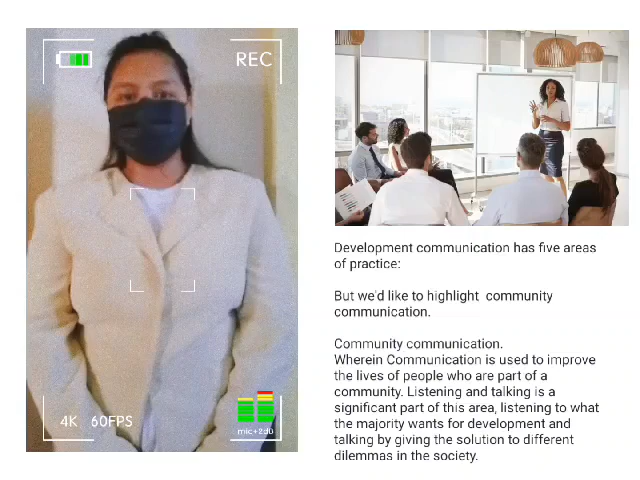 REC
4K 60FPS
mic+2db
Development communication has five areas
of practice:
But we'd like to highlight community
communication.
Community communication.
Wherein Communication is used to improve
the lives of people who are part of a
community. Listening and talking is a
significant part of this area, listening to what
the majority wants for development and
talking by giving the solution to different
dilemmas in the society.